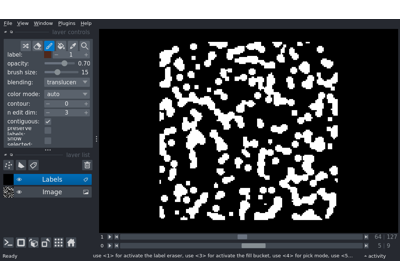 File View Window Plugins Help
layer controls
label: 1
opacity: 0.70
brush size: 15
blending: translucen
color mode: auto
contour: 0
n edit dim: 3
contiguous:
preserve
labels:
show
selected:
layer list
Labels
Image
1 64 127
0 5 9
Ready use <1> for activate the label eraser, use <3> for activate the fill bucket, use <4> for pick mode, use <5... activity